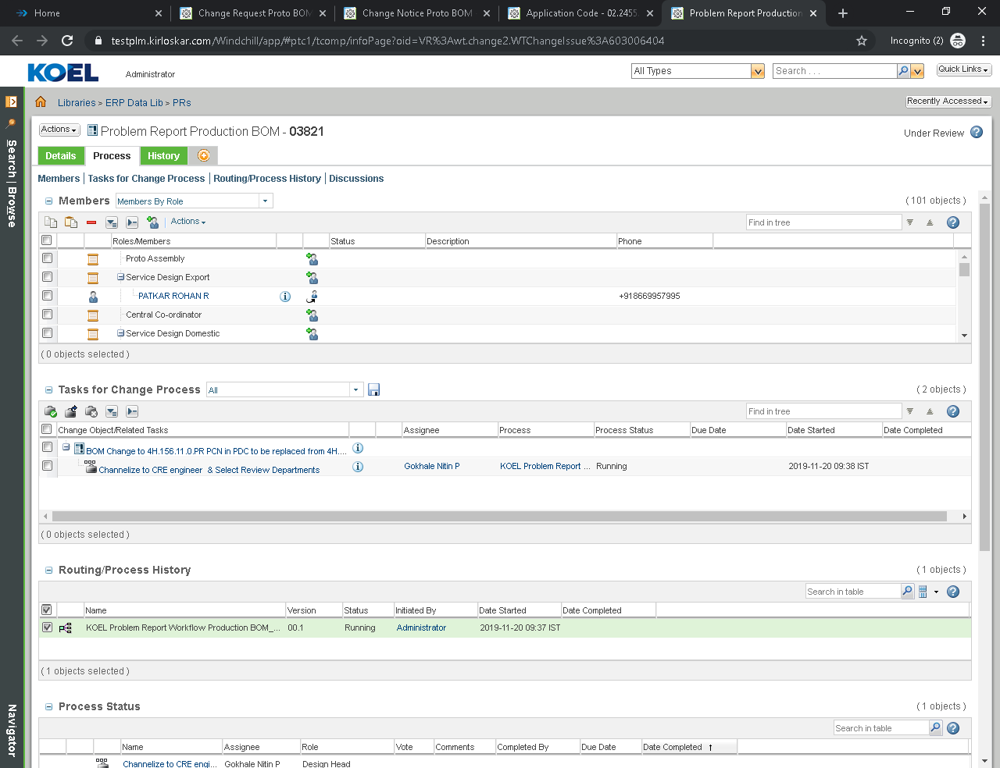 Home
Change Request Proto BOM
Change Notice Proto BOM
Application Code - 02.2455.
Problem Report Production
testplm.kirloskar.com/Windchill/app/#ptc1/tcomp/infoPage?oid=VR%3Awt.change2.WTChangeIssue%3A603006404
Incognito (2)
KOEL
Administrator
All Types
Search . . .
Quick Links
Libraries > ERP Data Lib > PRs
Recently Accessed
Actions
Problem Report Production BOM - 03821
Under Review
Details
Process
History
Search | Browse
Members | Tasks for Change Process | Routing/Process History | Discussions
Members
Members By Role
( 101 objects )
Actions
Find in tree
Roles/Members
Status
Description
Phone
Proto Assembly
Service Design Export
PATKAR ROHAN R
+918669957995
Central Co-ordinator
Service Design Domestic
( 0 objects selected )
Tasks for Change Process
All
( 2 objects )
Find in tree
Change Object/Related Tasks
Assignee
Process
Process Status
Due Date
Date Started
Date Completed
BOM Change to 4H.156.11.0.PR PCN in PDC to be replaced from 4H....
Channelize to CRE engineer & Select Review Departments
Gokhale Nitin P
KOEL Problem Report ...
Running
2019-11-20 09:38 IST
( 0 objects selected )
Routing/Process History
( 1 objects )
Search in table
Name
Version
Status
Initiated By
Date Started
Date Completed
KOEL Problem Report Workflow Production BOM_...
00.1
Running
Administrator
2019-11-20 09:37 IST
( 1 objects selected )
Process Status
( 1 objects )
Search in table
Navigator
Name
Assignee
Role
Vote
Comments
Completed By
Due Date
Date Completed
Channelize to CRE engi...
Gokhale Nitin P
Design Head